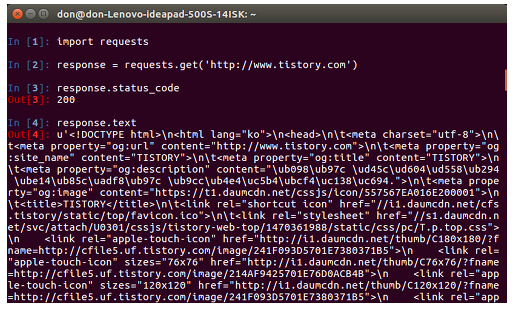 don@don-Lenovo-ideapad-500S-14ISK: ~
In [1]: import requests
In [2]: response = requests.get('http://www.tistory.com')
In [3]: response.status_code
Out[3]: 200
In [4]: response.text
Out[4]: u'<!DOCTYPE html>\n<html lang="ko">\n<head>\n\t<meta charset="utf-8">\n\
t<meta property="og:url" content="http://www.tistory.com">\n\t<meta property="og
:site_name" content="TISTORY">\n\t<meta property="og:title" content="TISTORY">\n
\t<meta property="og:description" content="\ub098\ub97c \ud45c\ud604\ud558\ub294
 \ube14\ub85c\uadf8\ub97c \ub9cc\ub4e4\uc5b4\ubcf4\uc138\uc694.">\n\t<meta prope
rty="og:image" content="https://t1.daumcdn.net/cssjs/icon/557567EA016E200001">\n
\t<title>TISTORY</title>\n\t<link rel="shortcut icon" href="//i1.daumcdn.net/cfs
.tistory/static/top/favicon.ico">\n\t<link rel="stylesheet" href="//s1.daumcdn.n
et/svc/attach/U0301/cssjs/tistory-web-top/1470361988/static/css/pc/T.p.top.css">
\n    <link rel="apple-touch-icon" href="http://i1.daumcdn.net/thumb/C180x180/?f
name=http://cfile5.uf.tistory.com/image/241F093D5701E7380371B5">\n    <link rel=
"apple-touch-icon" sizes="76x76" href="http://i1.daumcdn.net/thumb/C76x76/?fname
=http://cfile5.uf.tistory.com/image/214AF9425701E76D0ACB4B">\n    <link rel="app
le-touch-icon" sizes="120x120" href="http://i1.daumcdn.net/thumb/C120x120/?fname
=http://cfile5.uf.tistory.com/image/241F093D5701E7380371B5">\n    <link rel="app